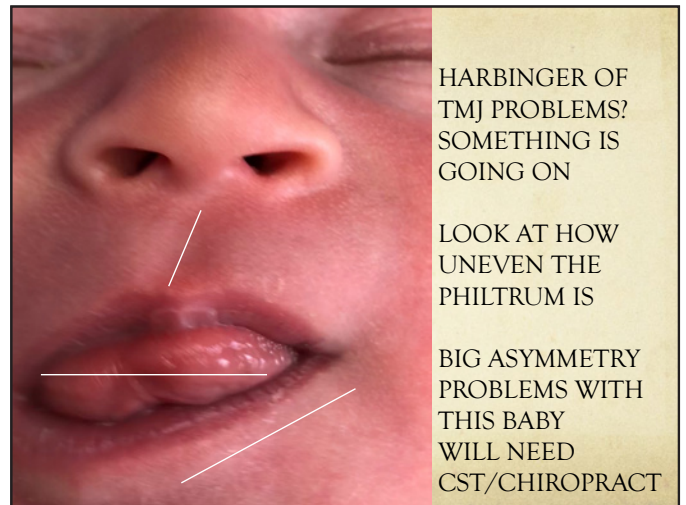 HARBINGER OF
TMJ PROBLEMS?
SOMETHING IS
GOING ON
LOOK AT HOW
UNEVEN THE
PHILTRUM IS
BIG ASYMMETRY
PROBLEMS WITH
THIS BABY
WILL NEED
CST/CHIROPRACT